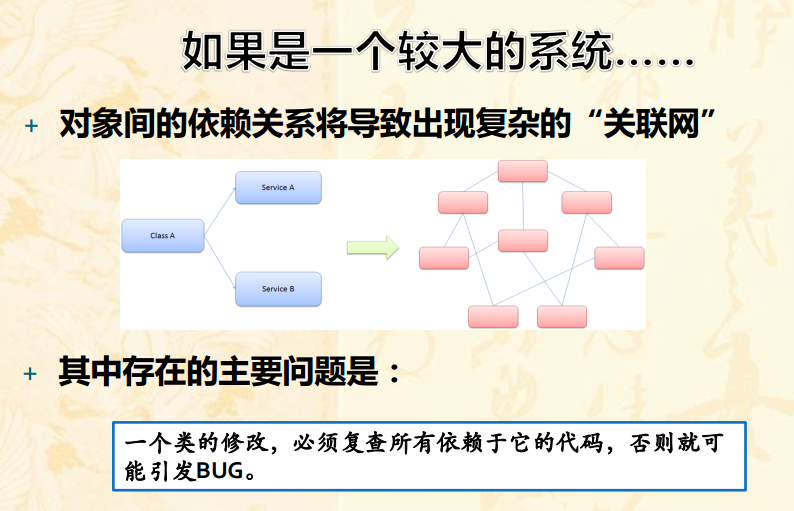 如果是一个较大的系统……
+ 对象间的依赖关系将导致出现复杂的“关联网”
Service A
Class A
Service B
+ 其中存在的主要问题是：
一个类的修改，必须复查所有依赖于它的代码，否则就可
能引发BUG。